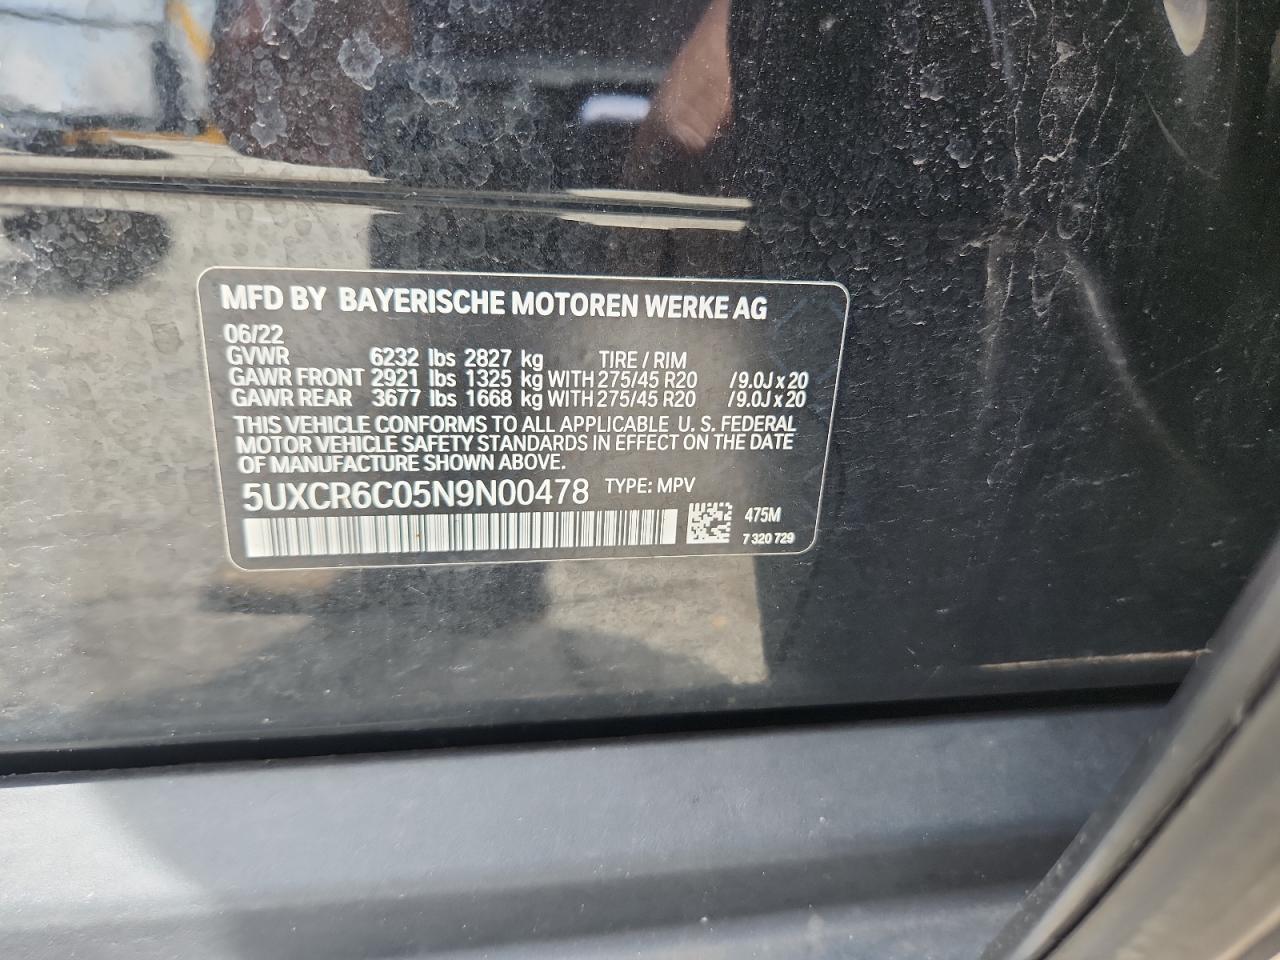 MFD BY BAYERISCHE MOTOREN WERKE AG
06/22
GVWR 6232 lbs 2827 kg TIRE / RIM
GAWR FRONT 2921 lbs 1325 kg WITH 275/45 R20 /9.0J x 20
GAWR REAR 3677 lbs 1668 kg WITH 275/45 R20 /9.0J x 20
THIS VEHICLE CONFORMS TO ALL APPLICABLE U. S. FEDERAL
MOTOR VEHICLE SAFETY STANDARDS IN EFFECT ON THE DATE
OF MANUFACTURE SHOWN ABOVE.
5UXCR6C05N9N00478 TYPE: MPV
475M
7 320 729